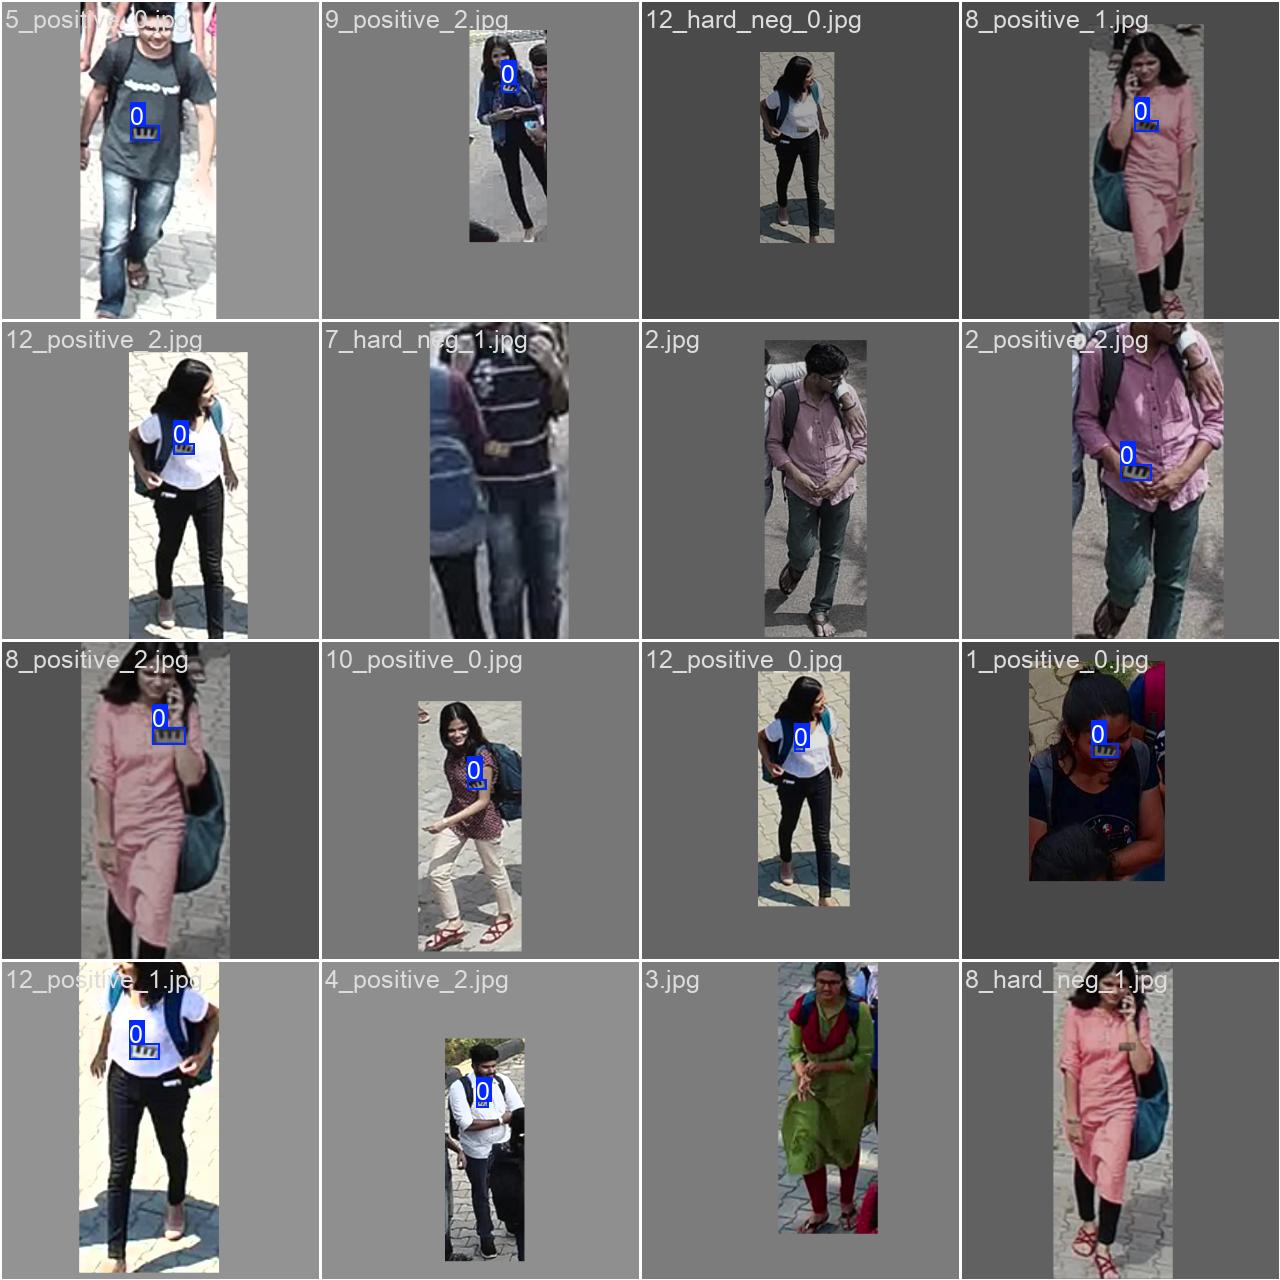 5_positive_0.jpg
9_positive_2.jpg
12_hard_neg_0.jpg
8_positive_1.jpg
0
0
0
12_positive_2.jpg
7_hard_neg_1.jpg
2.jpg
2_positive_2.jpg
0
0
8_positive_2.jpg
10_positive_0.jpg
12_positive_0.jpg
1_positive_0.jpg
0
0
0
0
12_positive_1.jpg
4_positive_2.jpg
3.jpg
8_hard_neg_1.jpg
0
0